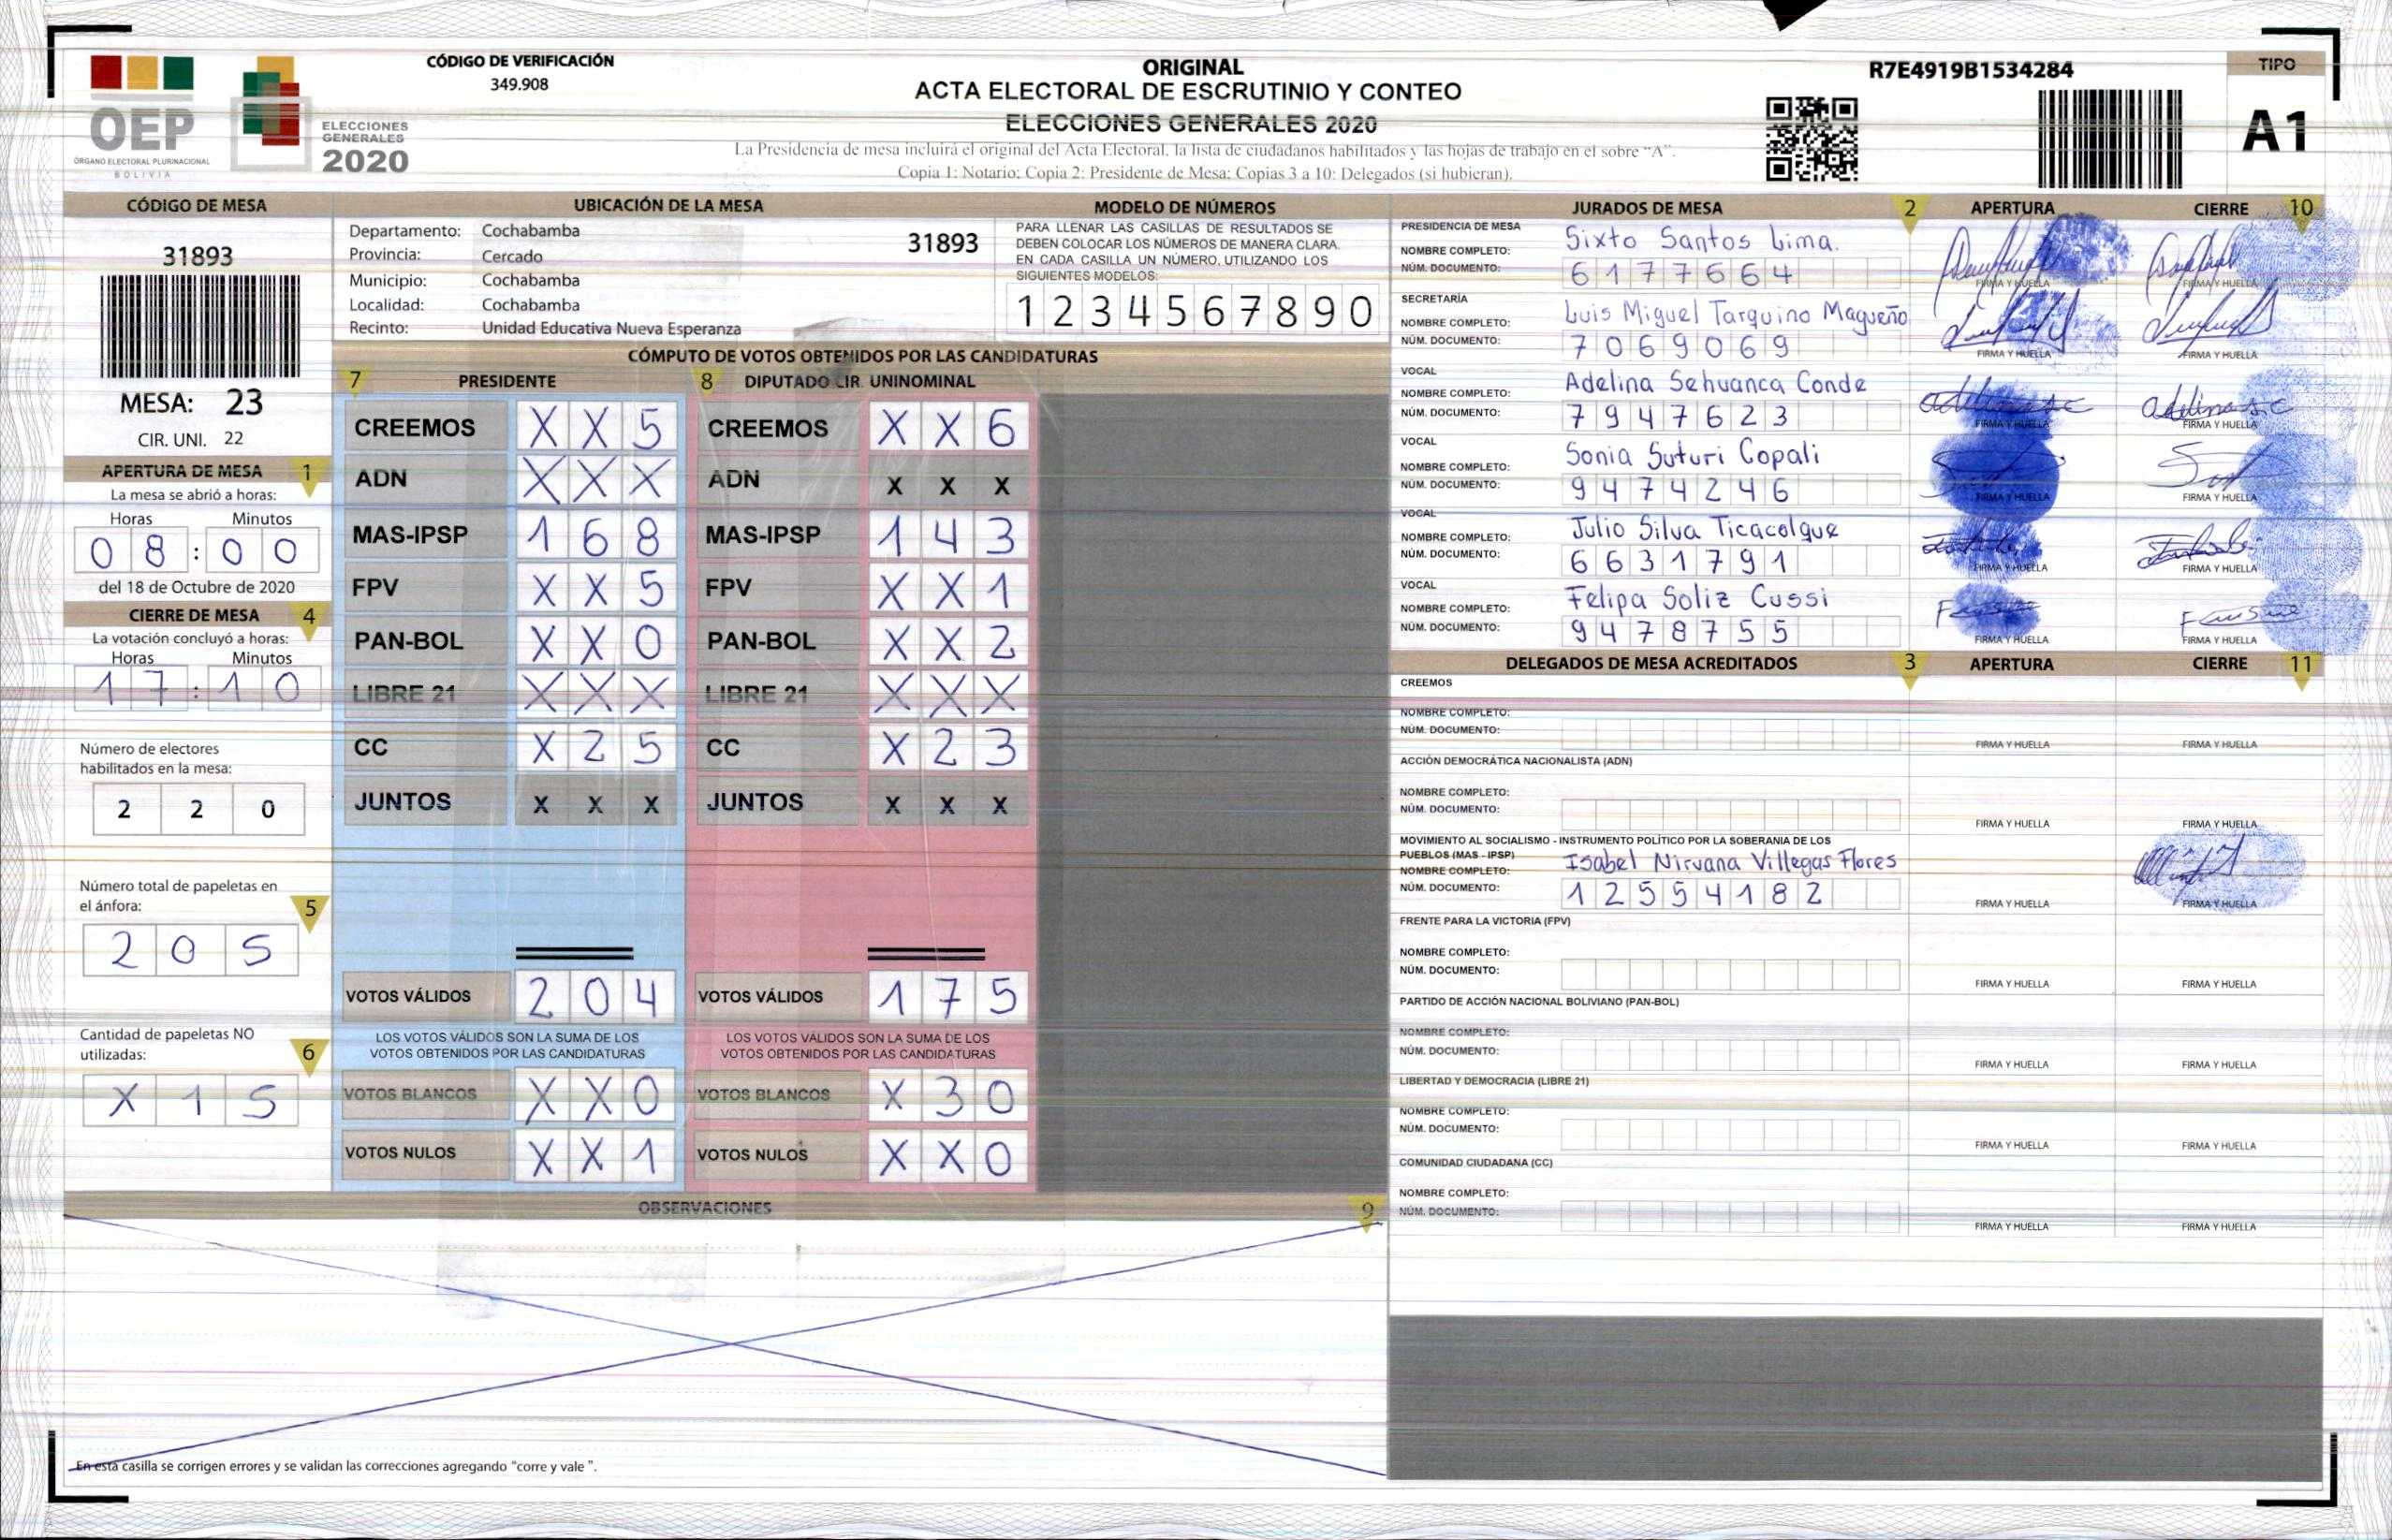 CÓDIGO DE VERIFICACIÓN
349.908
ORIGINAL
ACTA ELECTORAL DE ESCRUTINIO Y CONTEO
ELECCIONES GENERALES 2020
La Presidencia de mesa incluirá el original del Acta Electoral, la lista de ciudadanos habilitados y las hojas de trabajo en el sobre "A".
Copia 1: Notario; Copia 2: Presidente de Mesa; Copias 3 a 10: Delegados (si hubieran).
R7E4919B1534284
TIPO
A1
OEP
ÓRGANO ELECTORAL PLURINACIONAL
BOLIVIA
ELECCIONES
GENERALES
2020
CÓDIGO DE MESA
31893
MESA: 23
CIR. UNI. 22
APERTURA DE MESA 1
La mesa se abrió a horas:
Horas Minutos
0 8 : 0 0
del 18 de Octubre de 2020
CIERRE DE MESA 4
La votación concluyó a horas:
Horas Minutos
1 7 : 1 0
Número de electores
habilitados en la mesa:
2 2 0
Número total de papeletas en
el ánfora: 5
2 0 5
Cantidad de papeletas NO
utilizadas: 6
X 1 5
UBICACIÓN DE LA MESA
Departamento: Cochabamba
Provincia: Cercado
Municipio: Cochabamba
Localidad: Cochabamba
Recinto: Unidad Educativa Nueva Esperanza
31893
MODELO DE NÚMEROS
PARA LLENAR LAS CASILLAS DE RESULTADOS SE
DEBEN COLOCAR LOS NÚMEROS DE MANERA CLARA.
EN CADA CASILLA UN NÚMERO, UTILIZANDO LOS
SIGUIENTES MODELOS:
1 2 3 4 5 6 7 8 9 0
CÓMPUTO DE VOTOS OBTENIDOS POR LAS CANDIDATURAS
7 PRESIDENTE 8 DIPUTADO CIR. UNINOMINAL
CREEMOS X X 5 CREEMOS X X 6
ADN X X X ADN X X X
MAS-IPSP 1 6 8 MAS-IPSP 1 4 3
FPV X X 5 FPV X X 1
PAN-BOL X X 0 PAN-BOL X X 2
LIBRE 21 X X X LIBRE 21 X X X
CC X 2 5 CC X 2 3
JUNTOS X X X JUNTOS X X X
VOTOS VÁLIDOS 2 0 4 VOTOS VÁLIDOS 1 7 5
LOS VOTOS VÁLIDOS SON LA SUMA DE LOS LOS VOTOS VÁLIDOS SON LA SUMA DE LOS
VOTOS OBTENIDOS POR LAS CANDIDATURAS VOTOS OBTENIDOS POR LAS CANDIDATURAS
VOTOS BLANCOS X X 0 VOTOS BLANCOS X 3 0
VOTOS NULOS X X 1 VOTOS NULOS X X 0
OBSERVACIONES 9
En esta casilla se corrigen errores y se validan las correcciones agregando "corre y vale ".
JURADOS DE MESA 2 APERTURA CIERRE 10
PRESIDENCIA DE MESA
NOMBRE COMPLETO: Sixto Santos Lima.
NÚM. DOCUMENTO: 6 1 7 7 6 6 4
FIRMA Y HUELLA FIRMA Y HUELLA
SECRETARÍA
NOMBRE COMPLETO: Luis Miguel Tarquino Magueño
NÚM. DOCUMENTO: 7 0 6 9 0 6 9
FIRMA Y HUELLA FIRMA Y HUELLA
VOCAL
NOMBRE COMPLETO: Adelina Sehuanca Conde
NÚM. DOCUMENTO: 7 9 4 7 6 2 3
FIRMA Y HUELLA FIRMA Y HUELLA
VOCAL
NOMBRE COMPLETO: Sonia Suturi Copali
NÚM. DOCUMENTO: 9 4 7 4 2 4 6
FIRMA Y HUELLA FIRMA Y HUELLA
VOCAL
NOMBRE COMPLETO: Julio Silva Ticacolque
NÚM. DOCUMENTO: 6 6 3 1 7 9 1
FIRMA Y HUELLA FIRMA Y HUELLA
VOCAL
NOMBRE COMPLETO: Felipa Soliz Cussi
NÚM. DOCUMENTO: 9 4 7 8 7 5 5
FIRMA Y HUELLA FIRMA Y HUELLA
DELEGADOS DE MESA ACREDITADOS 3 APERTURA CIERRE 11
CREEMOS
NOMBRE COMPLETO:
NÚM. DOCUMENTO:
FIRMA Y HUELLA FIRMA Y HUELLA
ACCIÓN DEMOCRÁTICA NACIONALISTA (ADN)
NOMBRE COMPLETO:
NÚM. DOCUMENTO:
FIRMA Y HUELLA FIRMA Y HUELLA
MOVIMIENTO AL SOCIALISMO - INSTRUMENTO POLÍTICO POR LA SOBERANIA DE LOS
PUEBLOS (MAS - IPSP)
NOMBRE COMPLETO: Isabel Nirvana Villegas Flores
NÚM. DOCUMENTO: 1 2 5 5 4 1 8 2
FIRMA Y HUELLA FIRMA Y HUELLA
FRENTE PARA LA VICTORIA (FPV)
NOMBRE COMPLETO:
NÚM. DOCUMENTO:
FIRMA Y HUELLA FIRMA Y HUELLA
PARTIDO DE ACCIÓN NACIONAL BOLIVIANO (PAN-BOL)
NOMBRE COMPLETO:
NÚM. DOCUMENTO:
FIRMA Y HUELLA FIRMA Y HUELLA
LIBERTAD Y DEMOCRACIA (LIBRE 21)
NOMBRE COMPLETO:
NÚM. DOCUMENTO:
FIRMA Y HUELLA FIRMA Y HUELLA
COMUNIDAD CIUDADANA (CC)
NOMBRE COMPLETO:
NÚM. DOCUMENTO:
FIRMA Y HUELLA FIRMA Y HUELLA